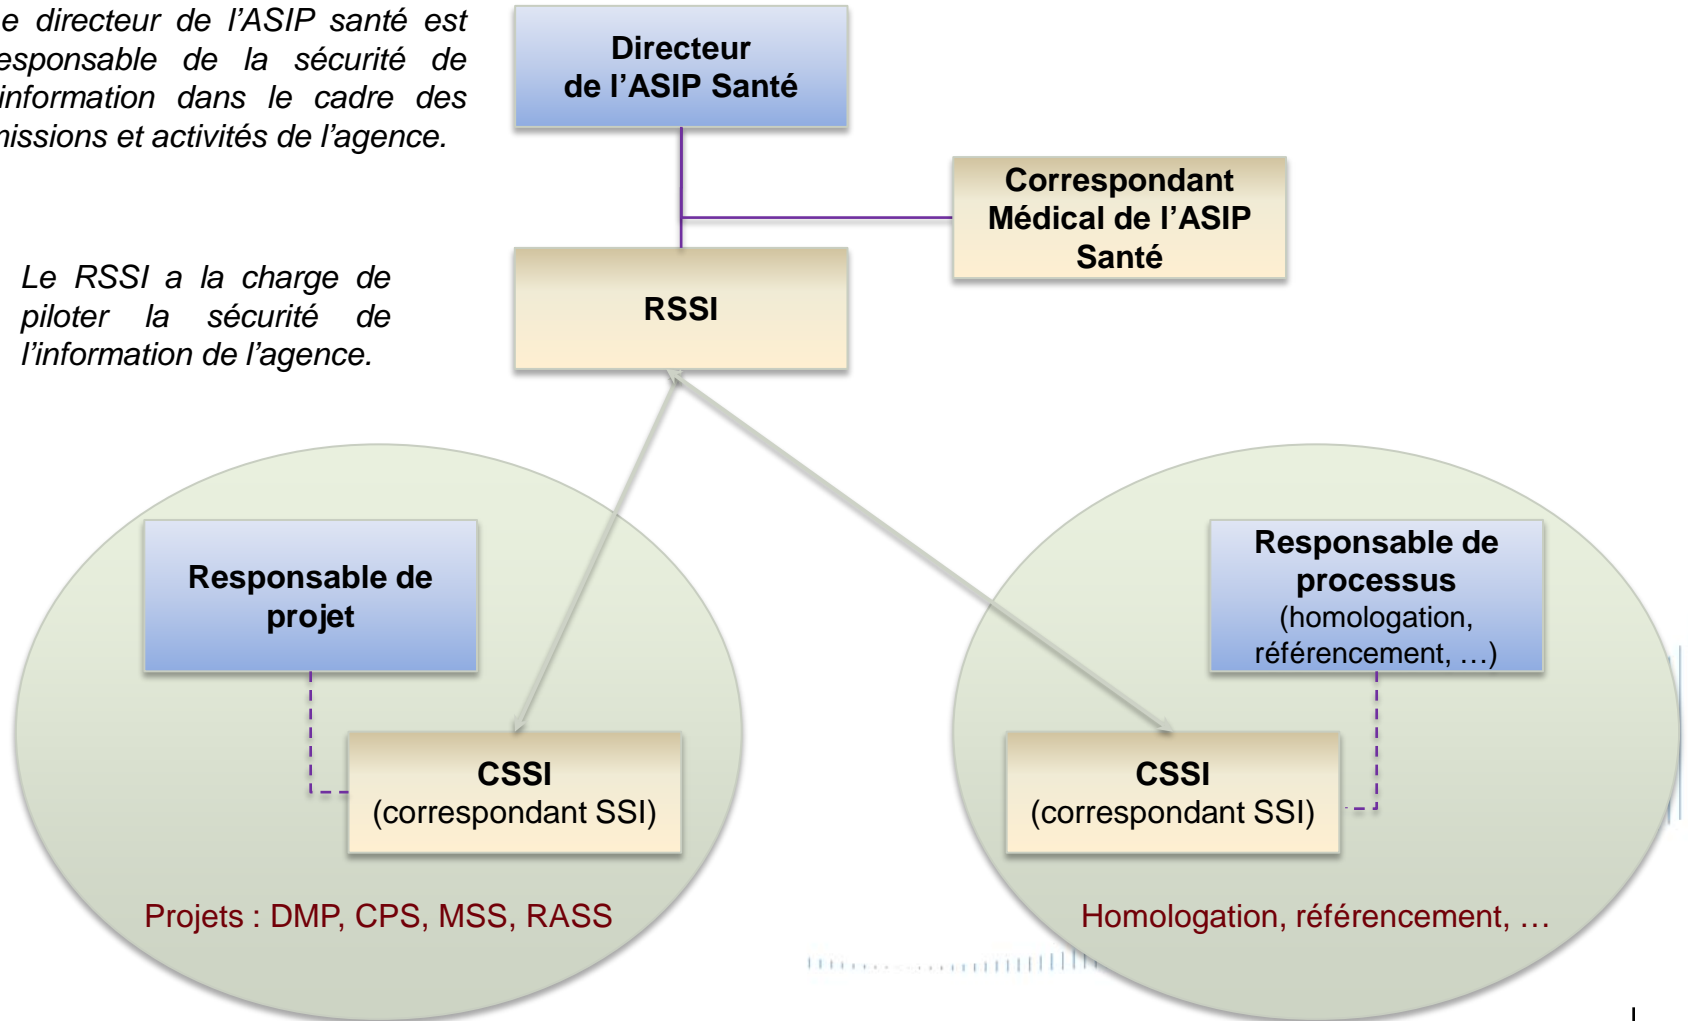 e directeur de l’ASIP santé est
esponsable de la sécurité de
’information dans le cadre des
missions et activités de l’agence.
Directeur
de l’ASIP Santé
Correspondant
Médical de l’ASIP
Santé
Le RSSI a la charge de
piloter la sécurité de
l’information de l’agence.
RSSI
Responsable de
projet
CSSI
(correspondant SSI)
Projets : DMP, CPS, MSS, RASS
Responsable de
processus
(homologation,
référencement, …)
CSSI
(correspondant SSI)
Homologation, référencement, …